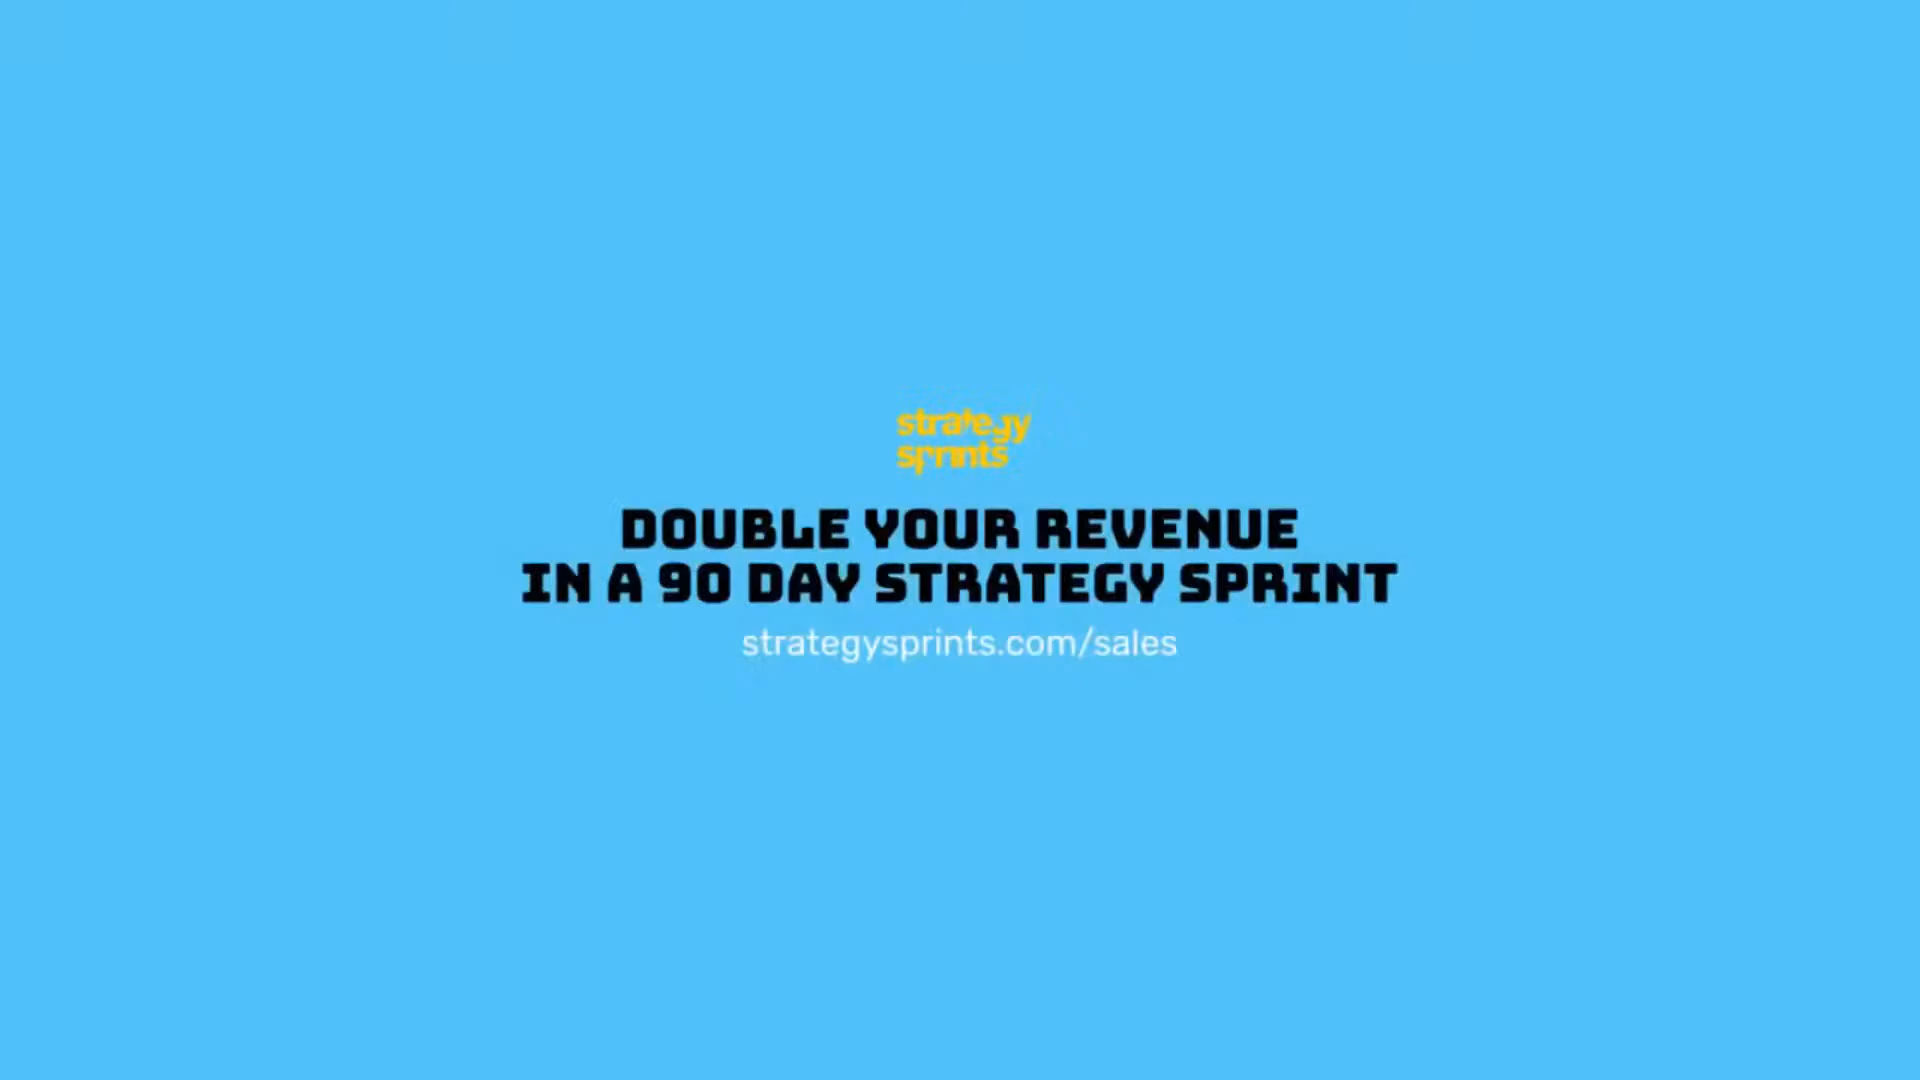 strategy
sprints
DOUBLE YOUR REVENUE
IN A 90 DAY STRATEGY SPRINT
strategysprints.com/sales